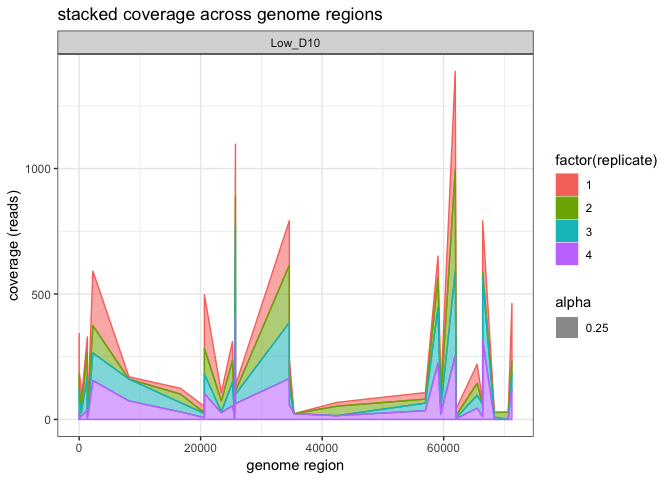 stacked coverage across genome regions
Low_D10
coverage (reads)
1000
500
0
0
20000
40000
60000
genome region
factor(replicate)
1
2
3
4
alpha
0.25